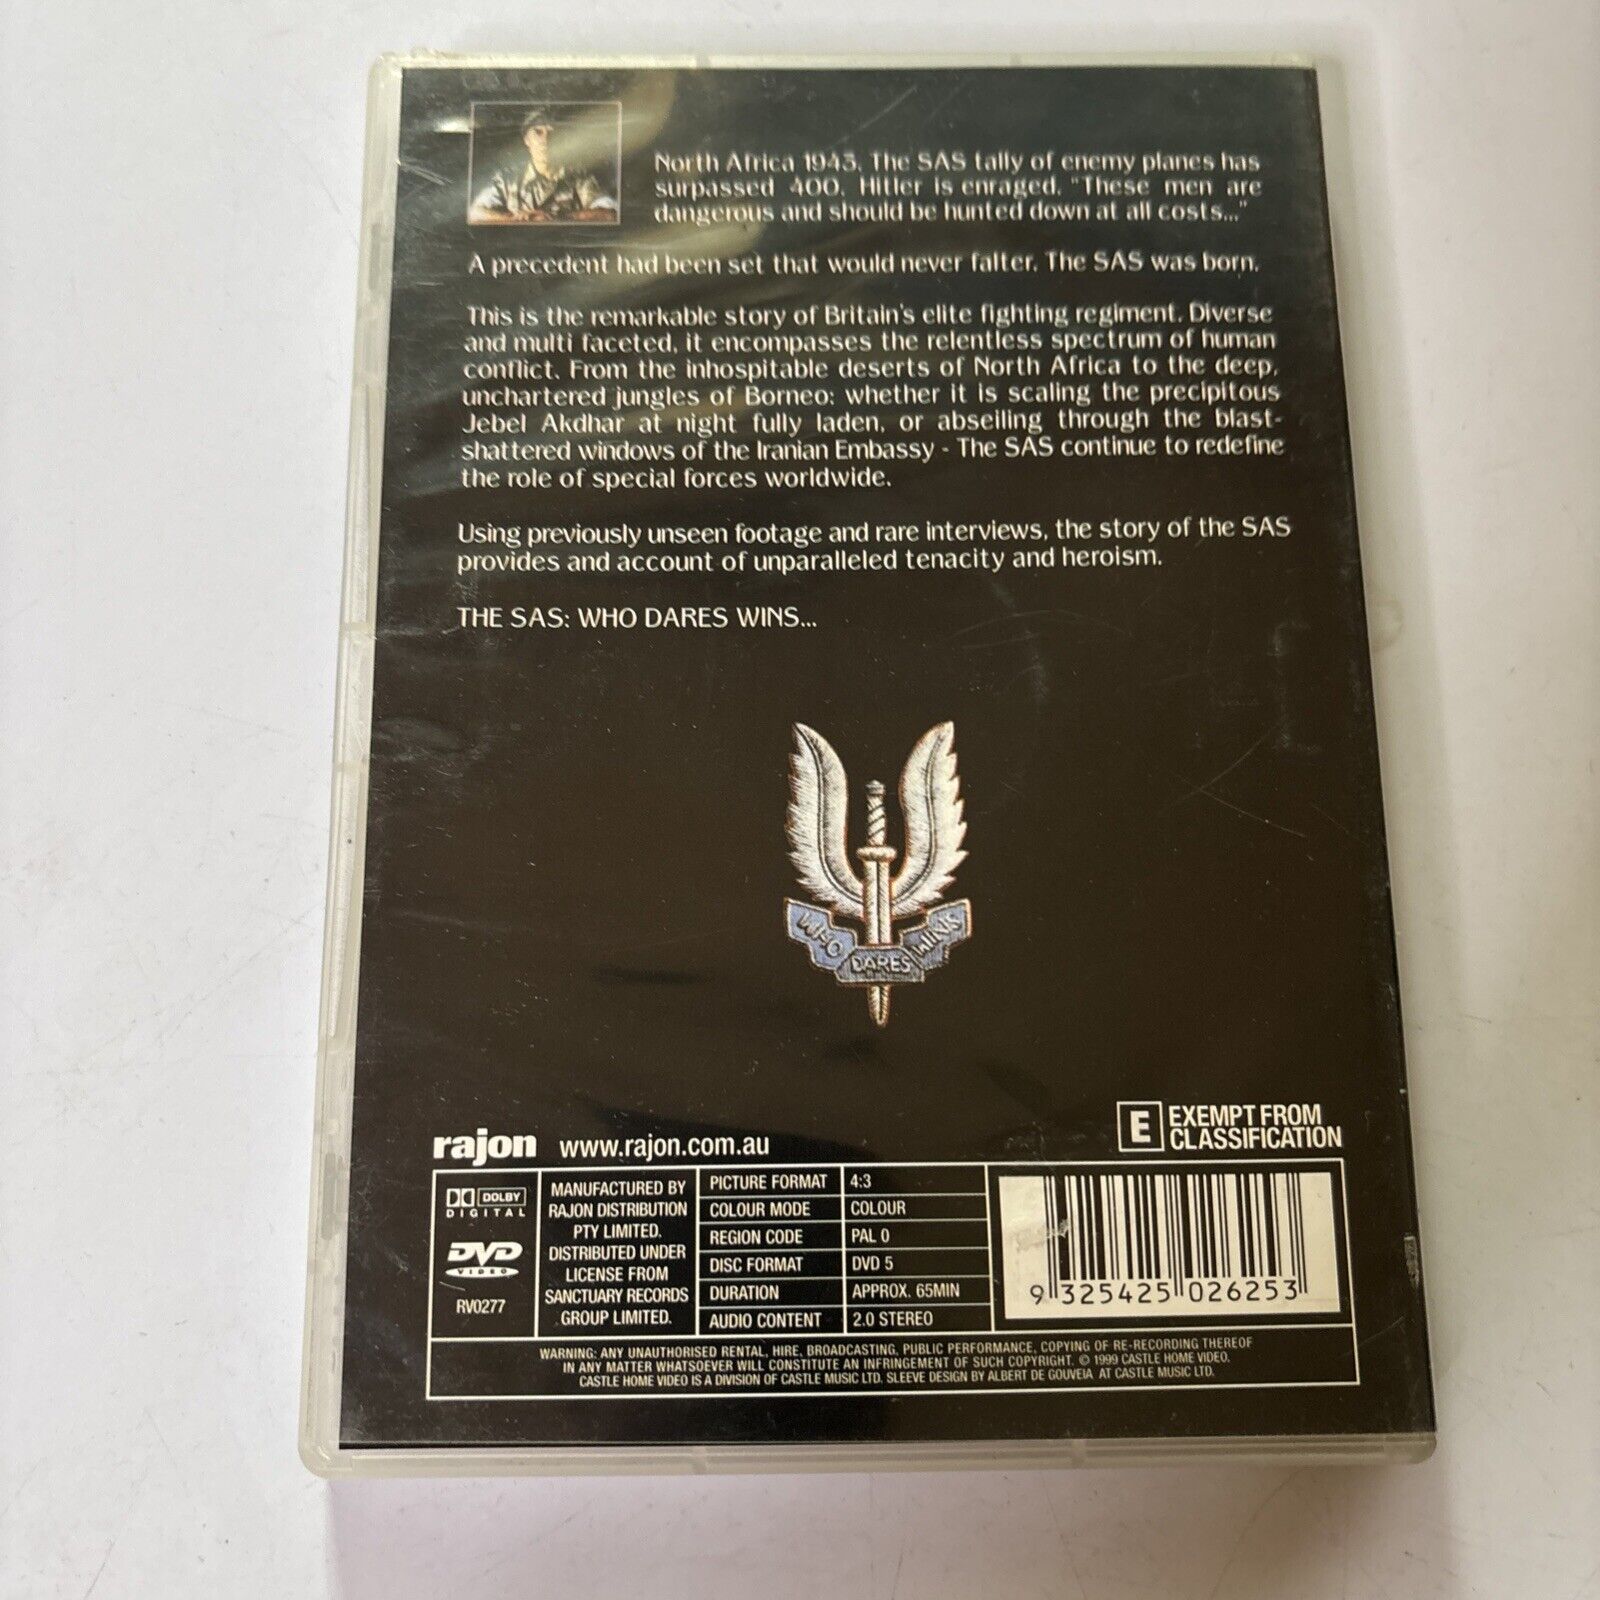 North Africa 1943. The SAS tally of enemy planes has
surpassed 400. Hitler is enraged. "These men are
dangerous and should be hunted down at all costs..."
A precedent had been set that would never falter. The SAS was born.
This is the remarkable story of Britain's elite fighting regiment. Diverse
and multi faceted, it encompasses the relentless spectrum of human
conflict. From the inhospitable deserts of North Africa to the deep,
unchartered jungles of Borneo: whether it is scaling the precipitous
Jebel Akdhar at night fully laden, or abseiling through the blast-
shattered windows of the Iranian Embassy - The SAS continue to redefine
the role of special forces worldwide.
Using previously unseen footage and rare interviews, the story of the SAS
provides and account of unparalleled tenacity and heroism.
THE SAS: WHO DARES WINS...
WHO DARES WINS
E EXEMPT FROM
CLASSIFICATION
rajon www.rajon.com.au
DOLBY
DIGITAL
DVD
VIDEO
RV0277
MANUFACTURED BY
RAJON DISTRIBUTION
PTY LIMITED.
DISTRIBUTED UNDER
LICENSE FROM
SANCTUARY RECORDS
GROUP LIMITED.
PICTURE FORMAT 4:3
COLOUR MODE COLOUR
REGION CODE PAL 0
DISC FORMAT DVD 5
DURATION APPROX. 65MIN
AUDIO CONTENT 2.0 STEREO
9 325425 026253
WARNING: ANY UNAUTHORISED RENTAL, HIRE, BROADCASTING, PUBLIC PERFORMANCE, COPYING OF RE-RECORDING THEREOF
IN ANY MATTER WHATSOEVER WILL CONSTITUTE AN INFRINGEMENT OF SUCH COPYRIGHT. © 1999 CASTLE HOME VIDEO.
CASTLE HOME VIDEO IS A DIVISION OF CASTLE MUSIC LTD. SLEEVE DESIGN BY ALBERT DE GOUVEIA AT CASTLE MUSIC LTD.